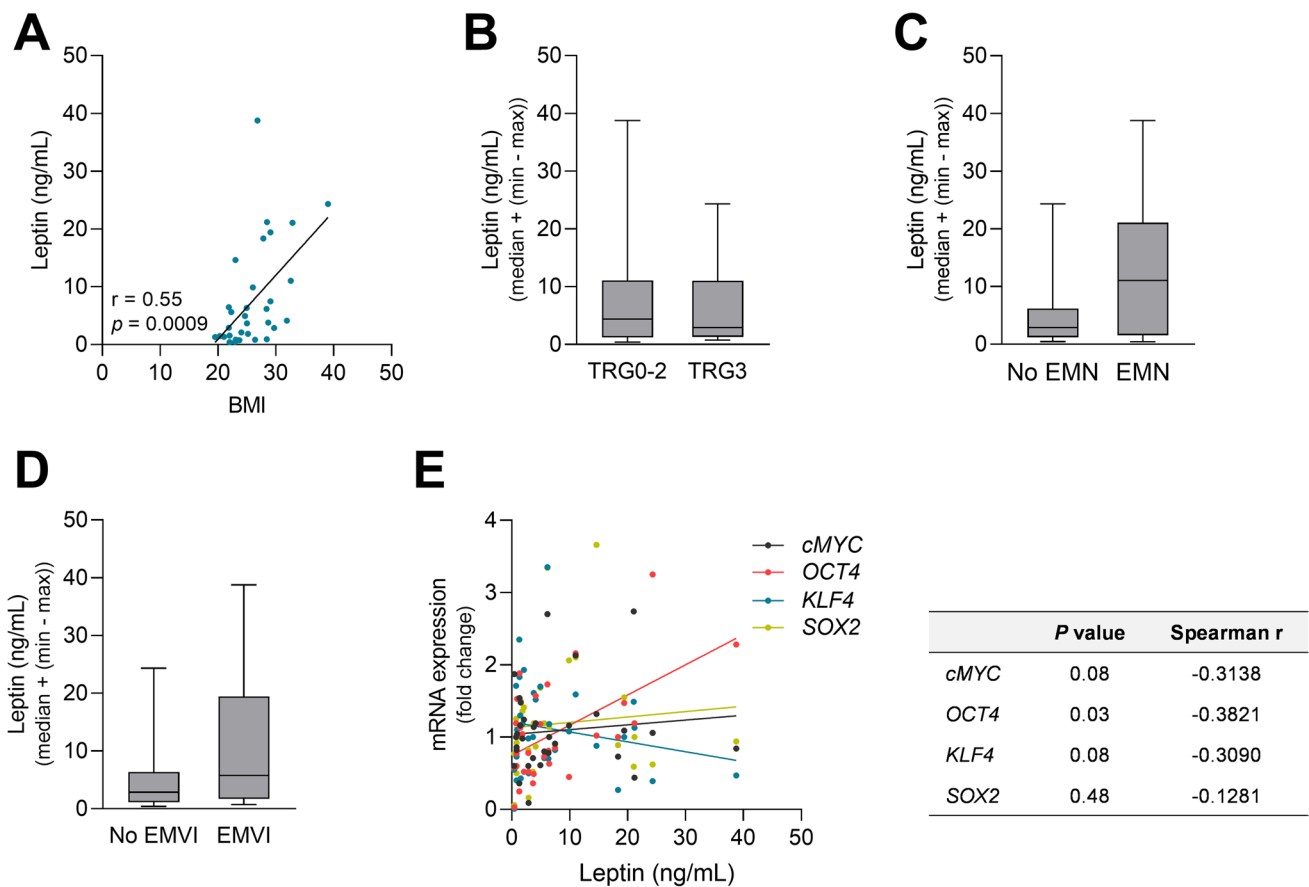 A
Leptin (ng/mL)
50
40
30
20
10
0
r = 0.55
p = 0.0009
0 10 20 30 40 50
BMI
B
Leptin (ng/mL)
(median + (min - max))
50
40
30
20
10
0
TRG0-2 TRG3
C
Leptin (ng/mL)
(median + (min - max))
50
40
30
20
10
0
No EMN EMN
D
Leptin (ng/mL)
(median + (min - max))
50
40
30
20
10
0
No EMVI EMVI
E
mRNA expression
(fold change)
4
3
2
1
0
0 10 20 30 40 50
Leptin (ng/mL)
cMYC
OCT4
KLF4
SOX2
P value Spearman r
cMYC 0.08 -0.3138
OCT4 0.03 -0.3821
KLF4 0.08 -0.3090
SOX2 0.48 -0.1281